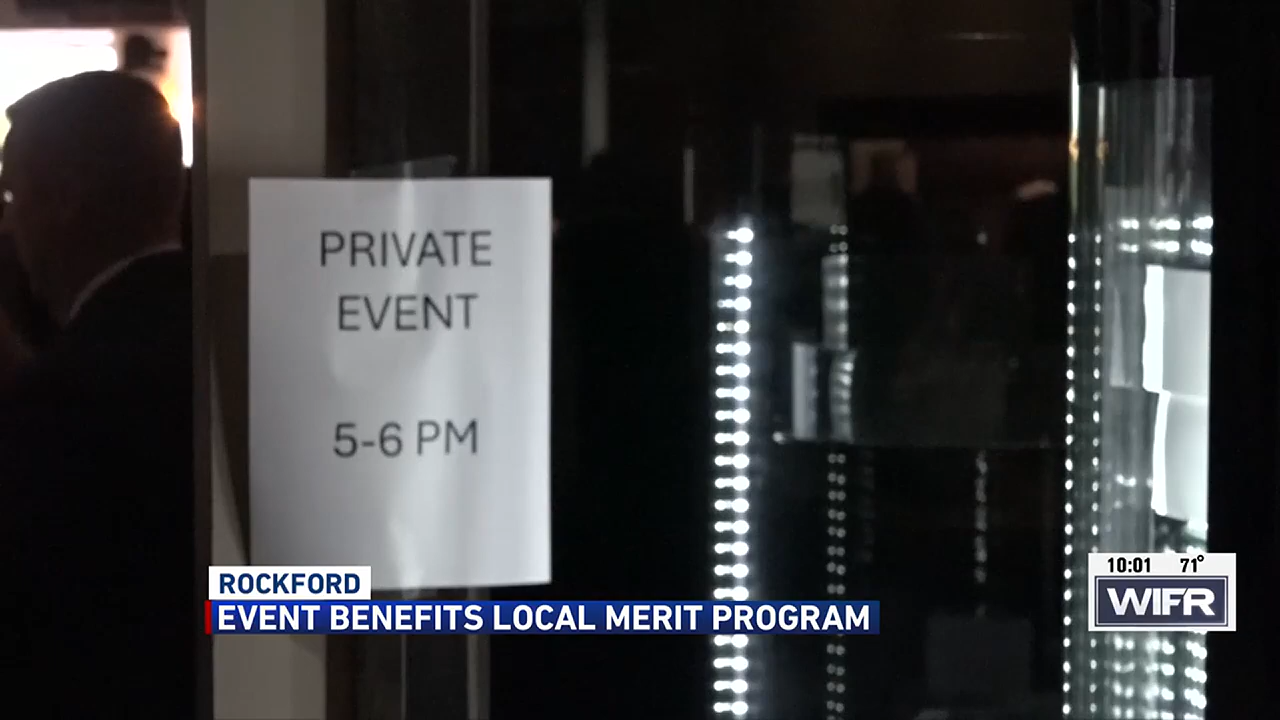 PRIVATE
EVENT
5-6 PM
ROCKFORD
EVENT BENEFITS LOCAL MERIT PROGRAM
10:01 71°
WIFR